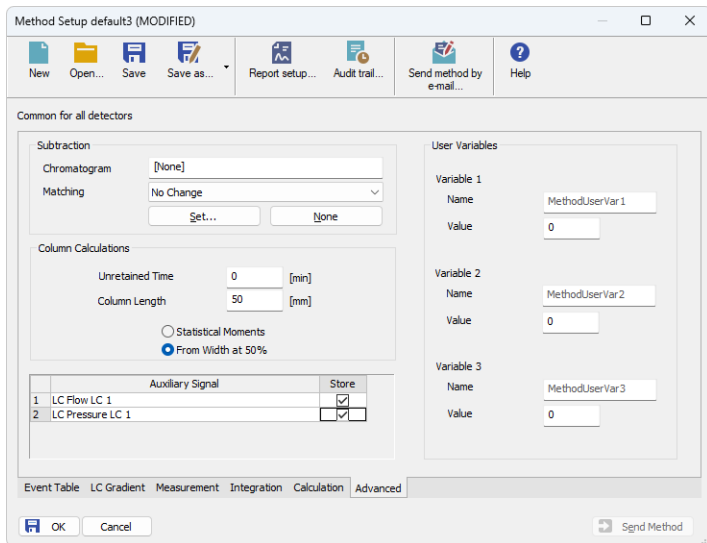 Method Setup default3 (MODIFIED)
New Open... Save Save as... Report setup... Audit trail... Send method by e-mail... Help
Common for all detectors
Subtraction
Chromatogram [None]
Matching No Change
Set... None
Column Calculations
Unretained Time 0 [min]
Column Length 50 [mm]
Statistical Moments
From Width at 50%
Auxiliary Signal Store
1 LC Flow LC 1
2 LC Pressure LC 1
User Variables
Variable 1
Name MethodUserVar1
Value 0
Variable 2
Name MethodUserVar2
Value 0
Variable 3
Name MethodUserVar3
Value 0
Event Table LC Gradient Measurement Integration Calculation Advanced
OK Cancel Send Method